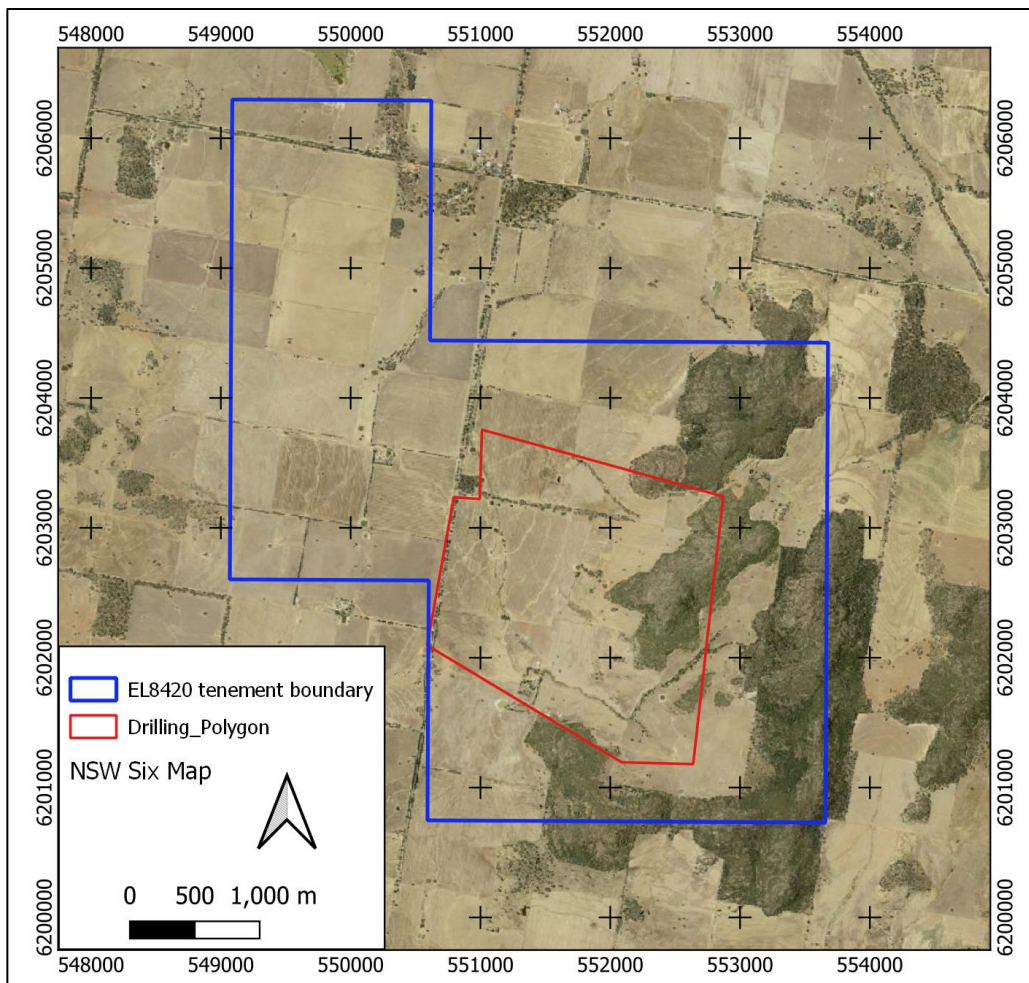 548000 549000 550000 551000 552000 553000 554000
6206000 6206000
6205000 6205000
6204000 6204000
6203000 6203000
6202000 6202000
6201000 6201000
6200000 6200000
EL8420 tenement boundary
Drilling_Polygon
NSW Six Map
0 500 1,000 m
548000 549000 550000 551000 552000 553000 554000